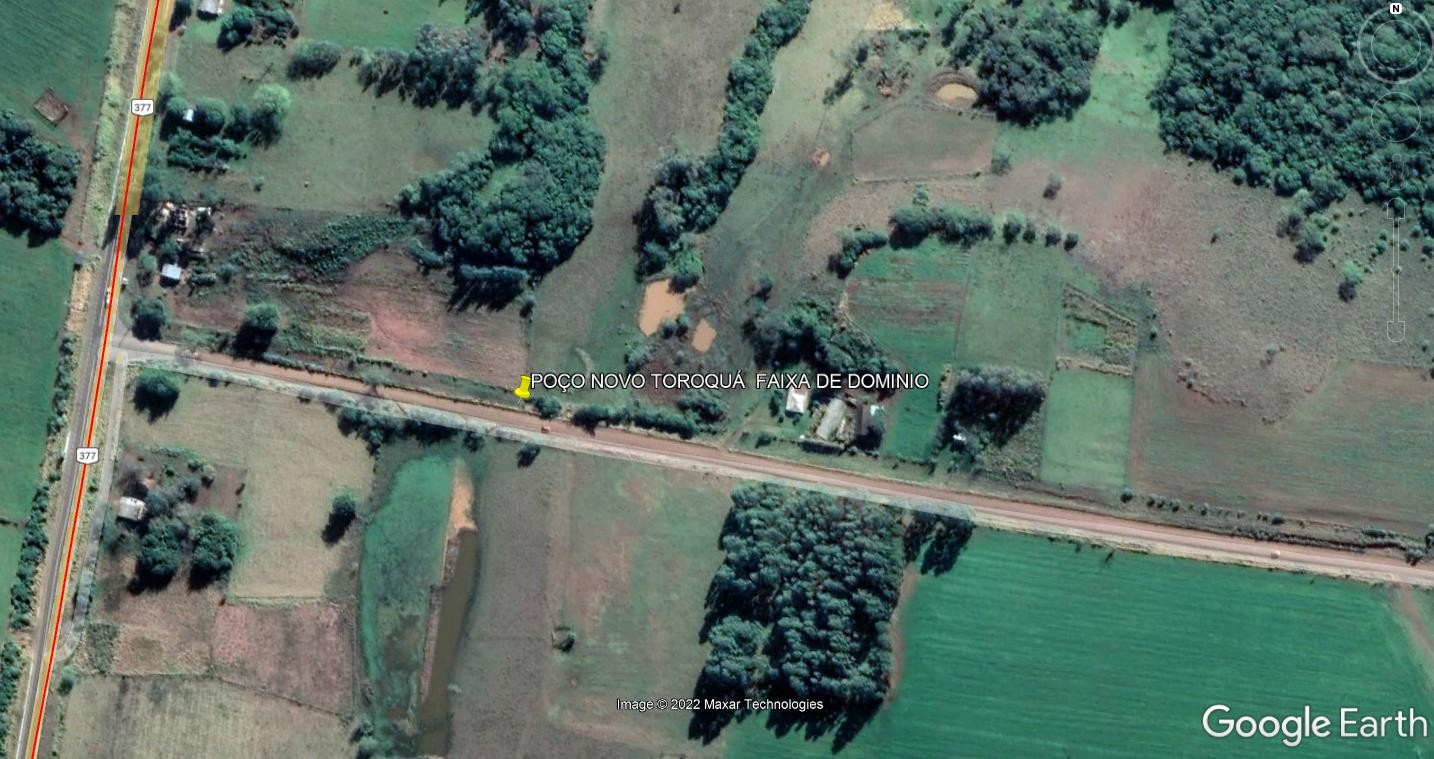 N
377
POÇO NOVO TOROQUÁ  FAIXA DE DOMINIO
377
Image © 2022 Maxar Technologies
Google Earth